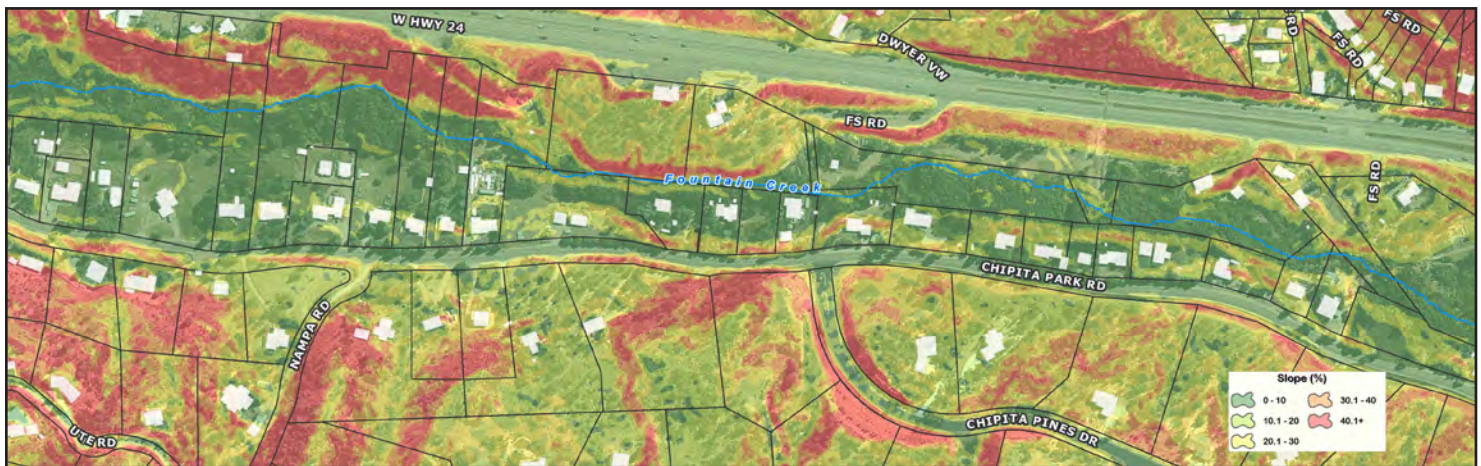 W HWY 24
DWYER VW
RD
FS RD
FS RD
FS RD
FS RD
Fountain Creek
CHIPITA PARK RD
NAMPA RD
UTE RD
CHIPITA PINES DR
Slope (%)
0 - 10
10.1 - 20
20.1 - 30
30.1 - 40
40.1+